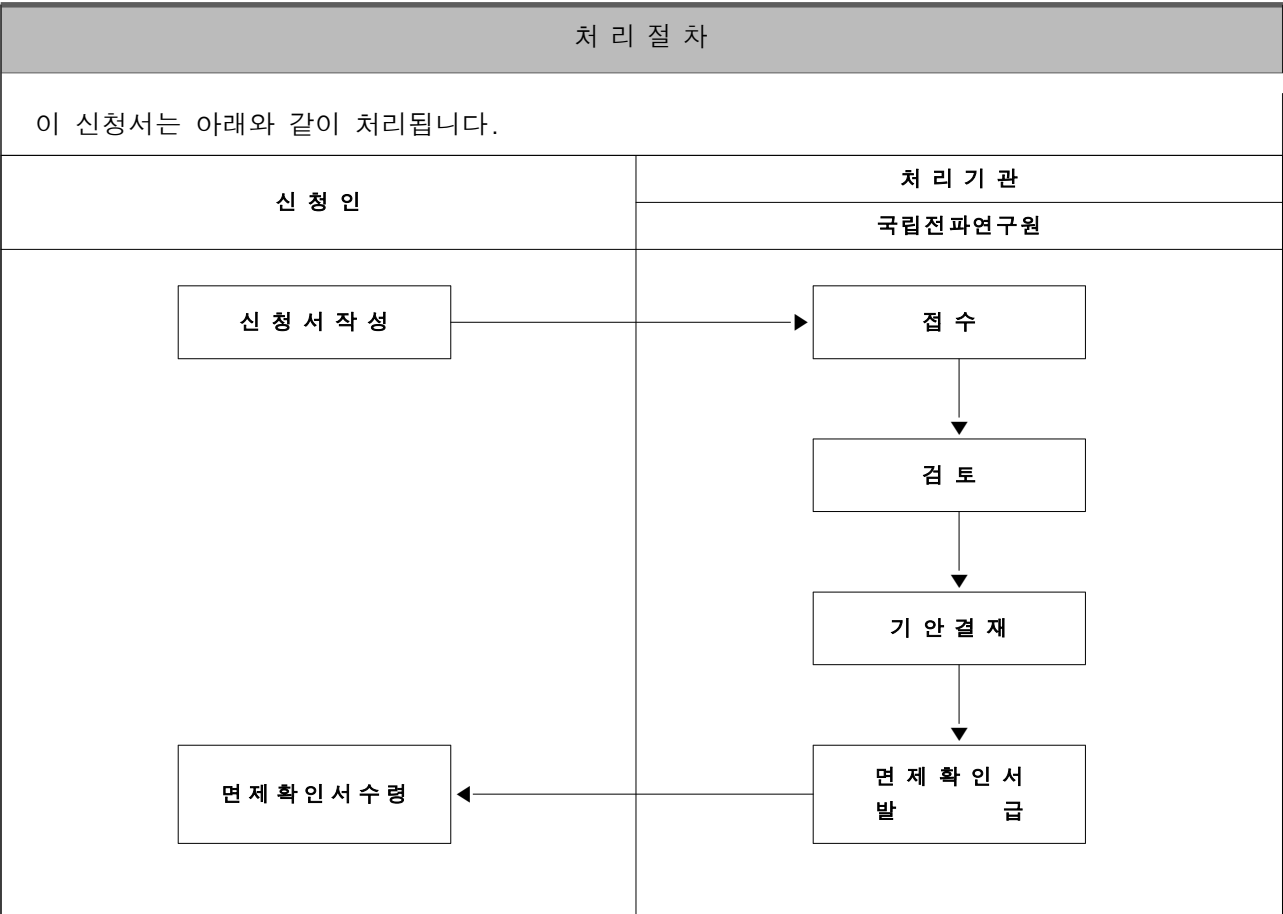 처 리 절 차
이 신청서는 아래와 같이 처리됩니다.
신 청 인
처 리 기 관
국립전파연구원
신 청 서 작 성
접 수
검 토
기 안 결 재
면 제 확 인 서
발 급
면 제 확 인 서 수 령